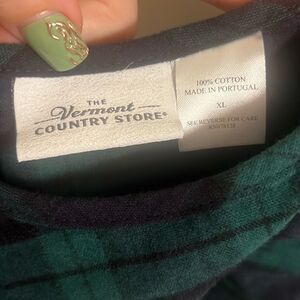 THE
Vermont
COUNTRY STORE®
100% COTTON
MADE IN PORTUGAL
XL
SEE REVERSE FOR CARE